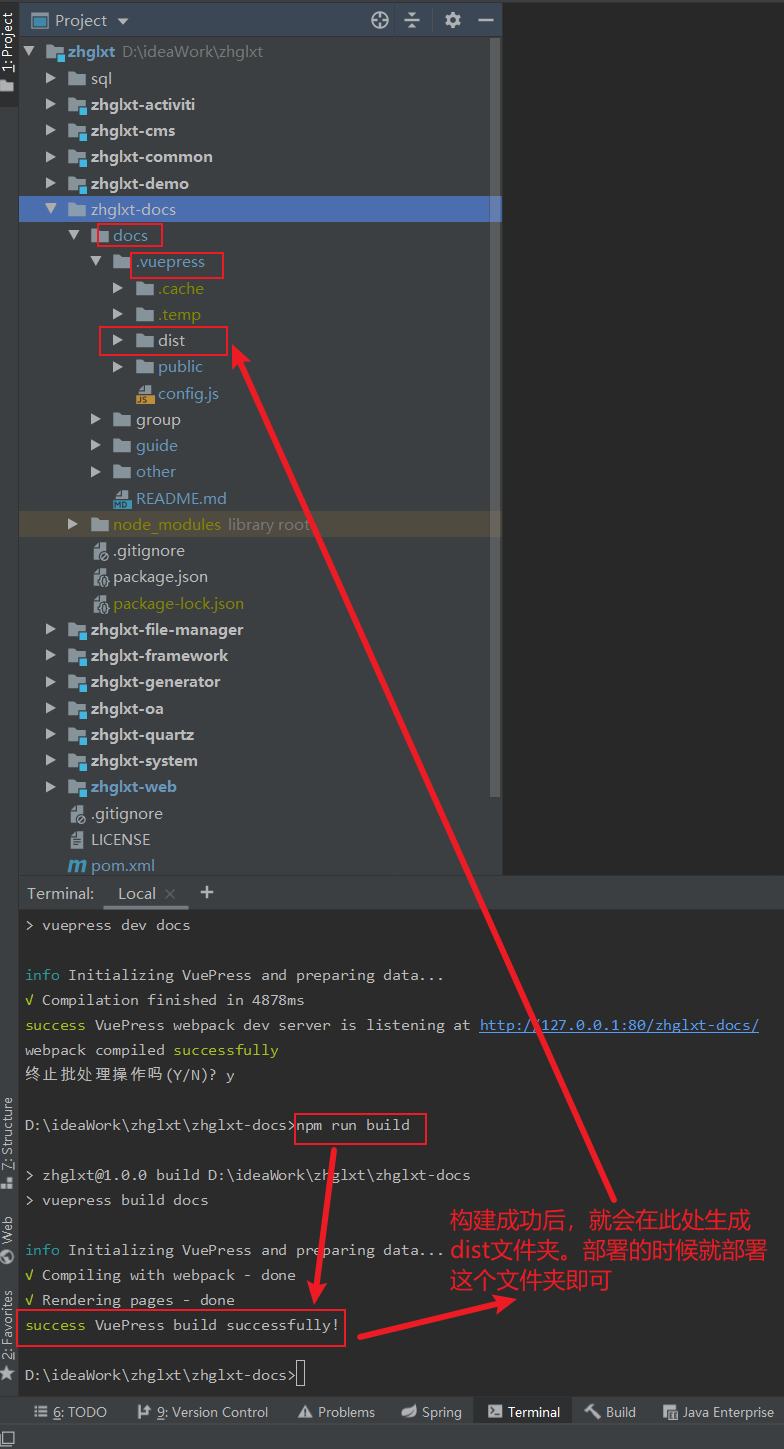 Project
1: Project
zhglxt D:\ideaWork\zhglxt
sql
zhglxt-activiti
zhglxt-cms
zhglxt-common
zhglxt-demo
zhglxt-docs
docs
.vuepress
.cache
.temp
dist
public
config.js
group
guide
other
README.md
node_modules library root
.gitignore
package.json
package-lock.json
zhglxt-file-manager
zhglxt-framework
zhglxt-generator
zhglxt-oa
zhglxt-quartz
zhglxt-system
zhglxt-web
.gitignore
LICENSE
pom.xml
Terminal: Local × +
> vuepress dev docs
info Initializing VuePress and preparing data...
√ Compilation finished in 4878ms
success VuePress webpack dev server is listening at http://127.0.0.1:80/zhglxt-docs/
webpack compiled successfully
终止批处理操作吗(Y/N)? y
D:\ideaWork\zhglxt\zhglxt-docs>npm run build
> zhglxt@1.0.0 build D:\ideaWork\zhglxt\zhglxt-docs
> vuepress build docs
info Initializing VuePress and preparing data...
√ Compiling with webpack - done
√ Rendering pages - done
success VuePress build successfully!
D:\ideaWork\zhglxt\zhglxt-docs>
构建成功后，就会在此处生成
dist文件夹。部署的时候就部署
这个文件夹即可
7: Structure
Web
2: Favorites
6: TODO 9: Version Control Problems Spring Terminal Build Java Enterprise